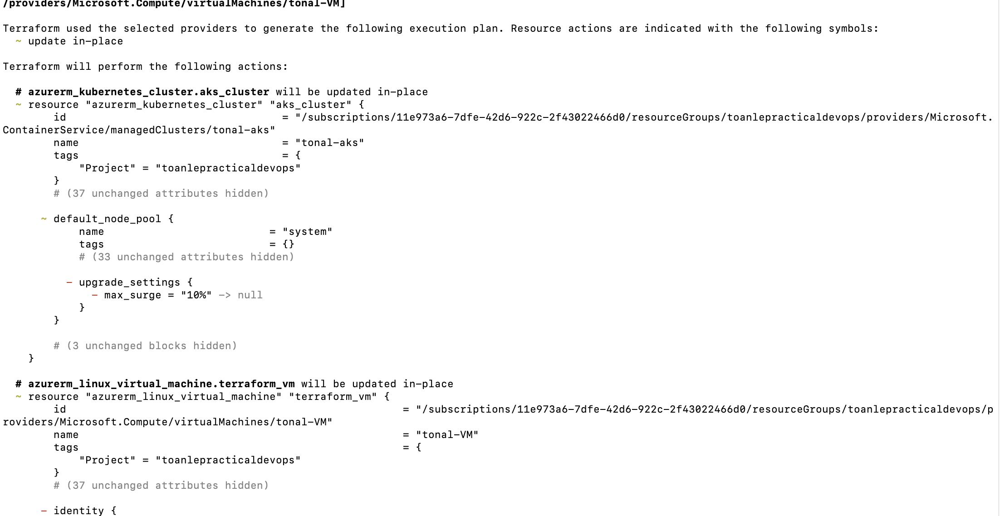 /providers/Microsoft.Compute/virtualMachines/tonal-VM]
Terraform used the selected providers to generate the following execution plan. Resource actions are indicated with the following symbols:
  ~ update in-place
Terraform will perform the following actions:
  # azurerm_kubernetes_cluster.aks_cluster will be updated in-place
  ~ resource "azurerm_kubernetes_cluster" "aks_cluster" {
        id                                  = "/subscriptions/11e973a6-7dfe-42d6-922c-2f43022466d0/resourceGroups/toanlepracticaldevops/providers/Microsoft.
ContainerService/managedClusters/tonal-aks"
        name                                = "tonal-aks"
        tags                                = {
            "Project" = "toanlepracticaldevops"
        }
        # (37 unchanged attributes hidden)
      ~ default_node_pool {
            name                          = "system"
            tags                          = {}
            # (33 unchanged attributes hidden)
          - upgrade_settings {
              - max_surge = "10%" -> null
            }
        }
        # (3 unchanged blocks hidden)
    }
  # azurerm_linux_virtual_machine.terraform_vm will be updated in-place
  ~ resource "azurerm_linux_virtual_machine" "terraform_vm" {
        id                                                     = "/subscriptions/11e973a6-7dfe-42d6-922c-2f43022466d0/resourceGroups/toanlepracticaldevops/p
roviders/Microsoft.Compute/virtualMachines/tonal-VM"
        name                                                   = "tonal-VM"
        tags                                                   = {
            "Project" = "toanlepracticaldevops"
        }
        # (37 unchanged attributes hidden)
      - identity {